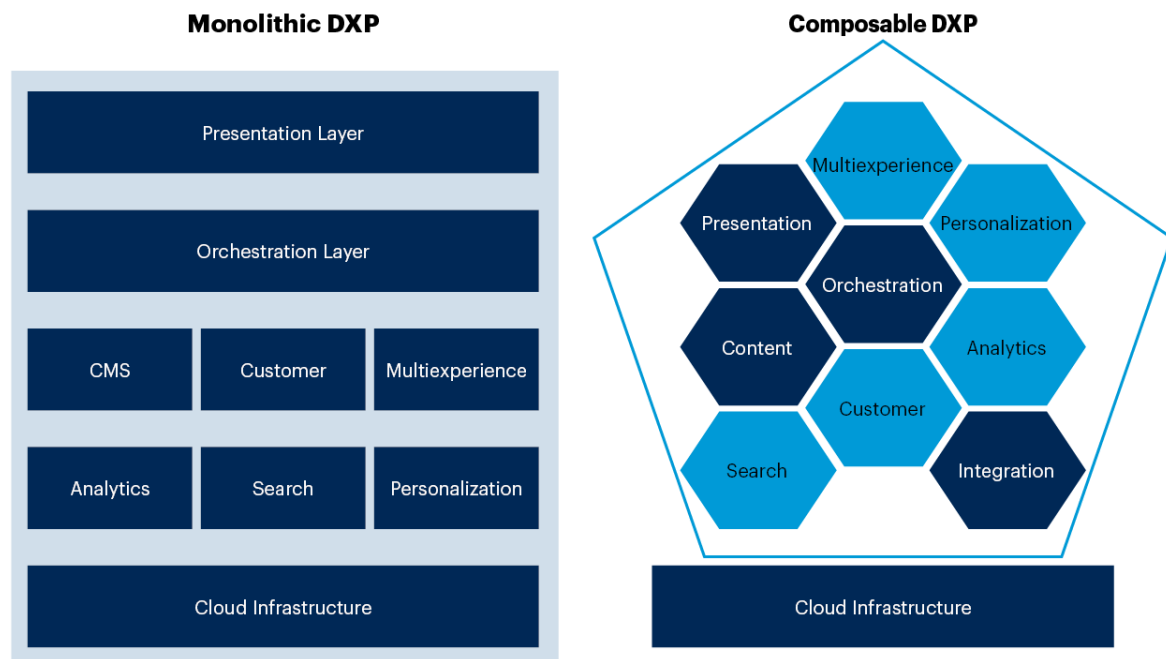 Monolithic DXP
Presentation Layer
Orchestration Layer
CMS
Customer
Multiexperience
Analytics
Search
Personalization
Cloud Infrastructure
Composable DXP
Multiexperience
Presentation
Personalization
Orchestration
Content
Analytics
Customer
Search
Integration
Cloud Infrastructure